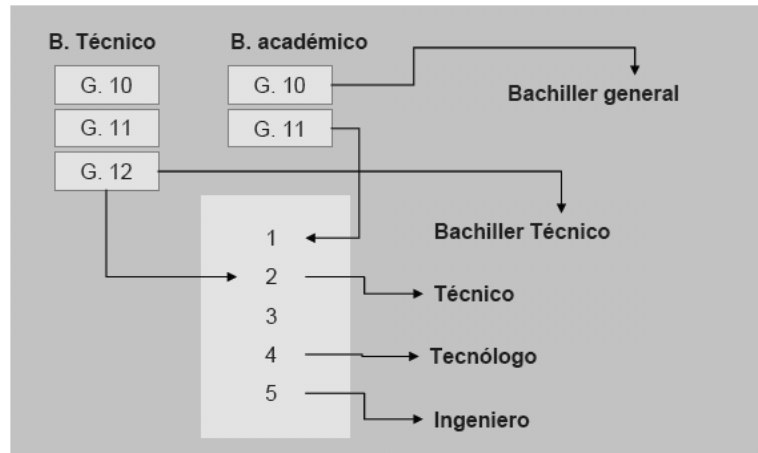 B. Técnico B. académico
G. 10 G. 10
Bachiller general
G. 11 G. 11
G. 12
1 Bachiller Técnico
2 Técnico
3
4 Tecnólogo
5 Ingeniero